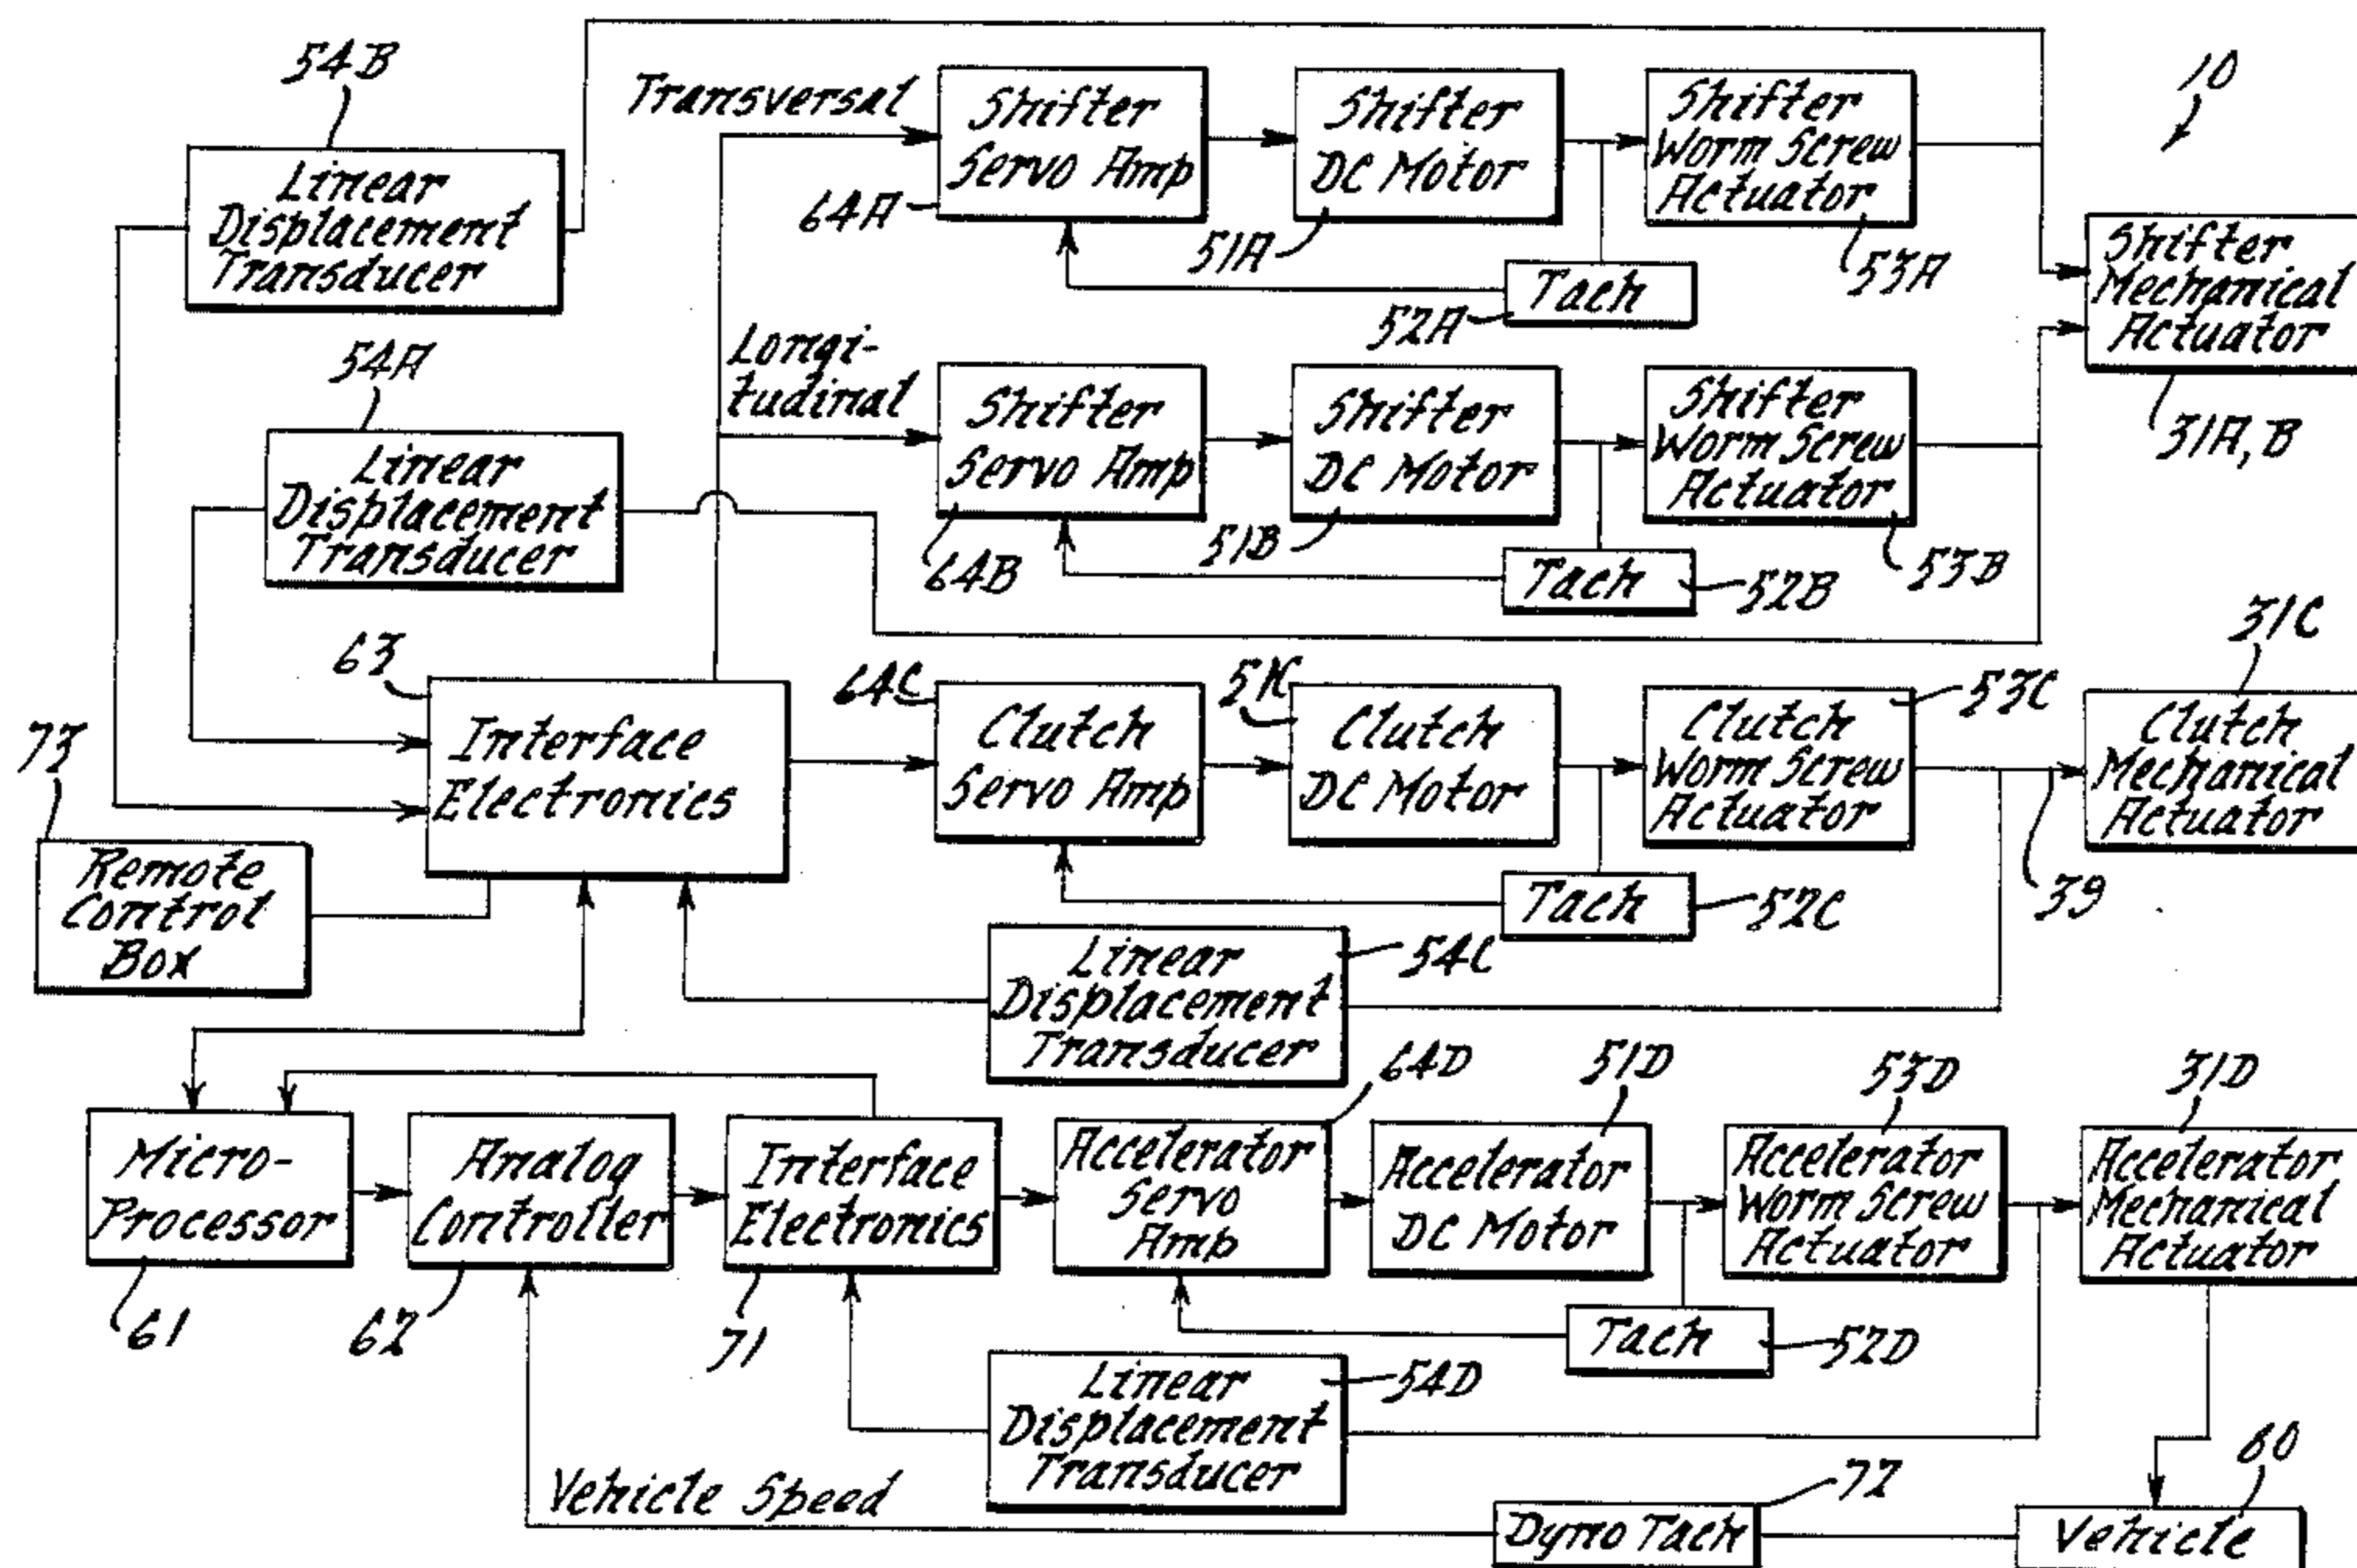 54B
Transversal
Shifter
Servo Amp
64A
Shifter
DC Motor
51A
Shifter
Worm Screw
Actuator
53A
10
Linear
Displacement
Transducer
Tach
52A
Shifter
Mechanical
Actuator
31A, B
54A
Longi-
tudinal
Shifter
Servo Amp
64B
Shifter
DC Motor
51B
Shifter
Worm Screw
Actuator
53B
Linear
Displacement
Transducer
Tach
52B
63
Interface
Electronics
64C
Clutch
Servo Amp
51C
Clutch
DC Motor
53C
Clutch
Worm Screw
Actuator
31C
Clutch
Mechanical
Actuator
39
73
Remote
Control
Box
Tach
52C
Linear
Displacement
Transducer
54C
Micro-
Processor
61
Analog
Controller
62
Interface
Electronics
71
64D
Accelerator
Servo
Amp
51D
Accelerator
DC Motor
53D
Accelerator
Worm Screw
Actuator
31D
Accelerator
Mechanical
Actuator
Tach
52D
Linear
Displacement
Transducer
54D
Vehicle Speed
72
Dyno Tach
60
Vehicle